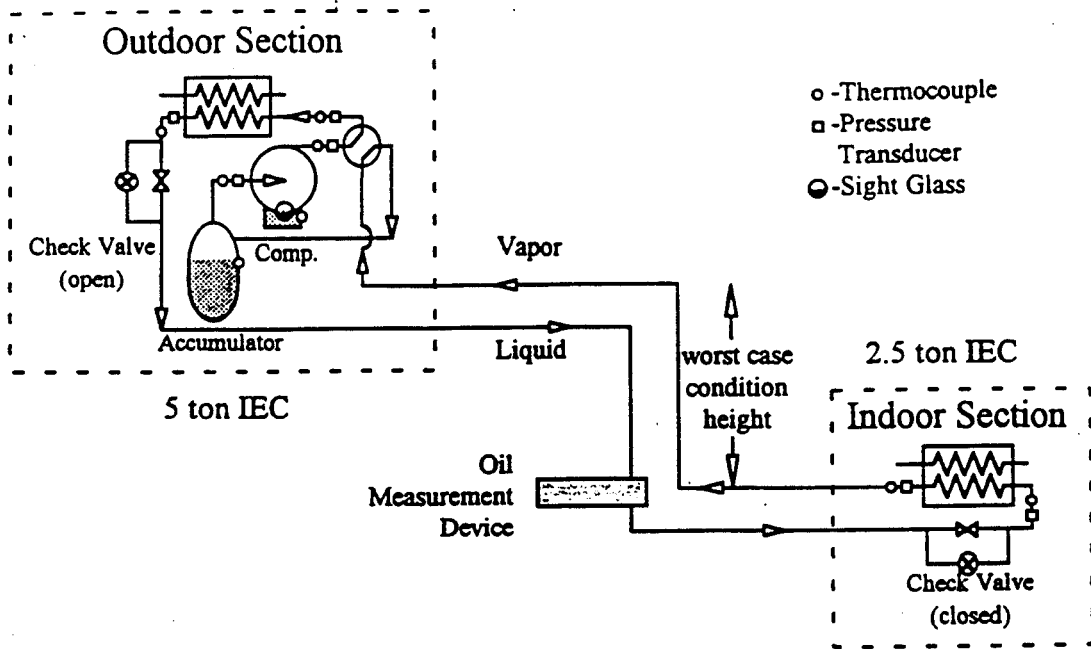 Outdoor Section
-Thermocouple
-Pressure
Transducer
-Sight Glass
Check Valve
(open)
Comp.
Accumulator
Vapor
Liquid
5 ton IEC
worst case
condition
height
2.5 ton IEC
Indoor Section
Oil
Measurement
Device
Check Valve
(closed)